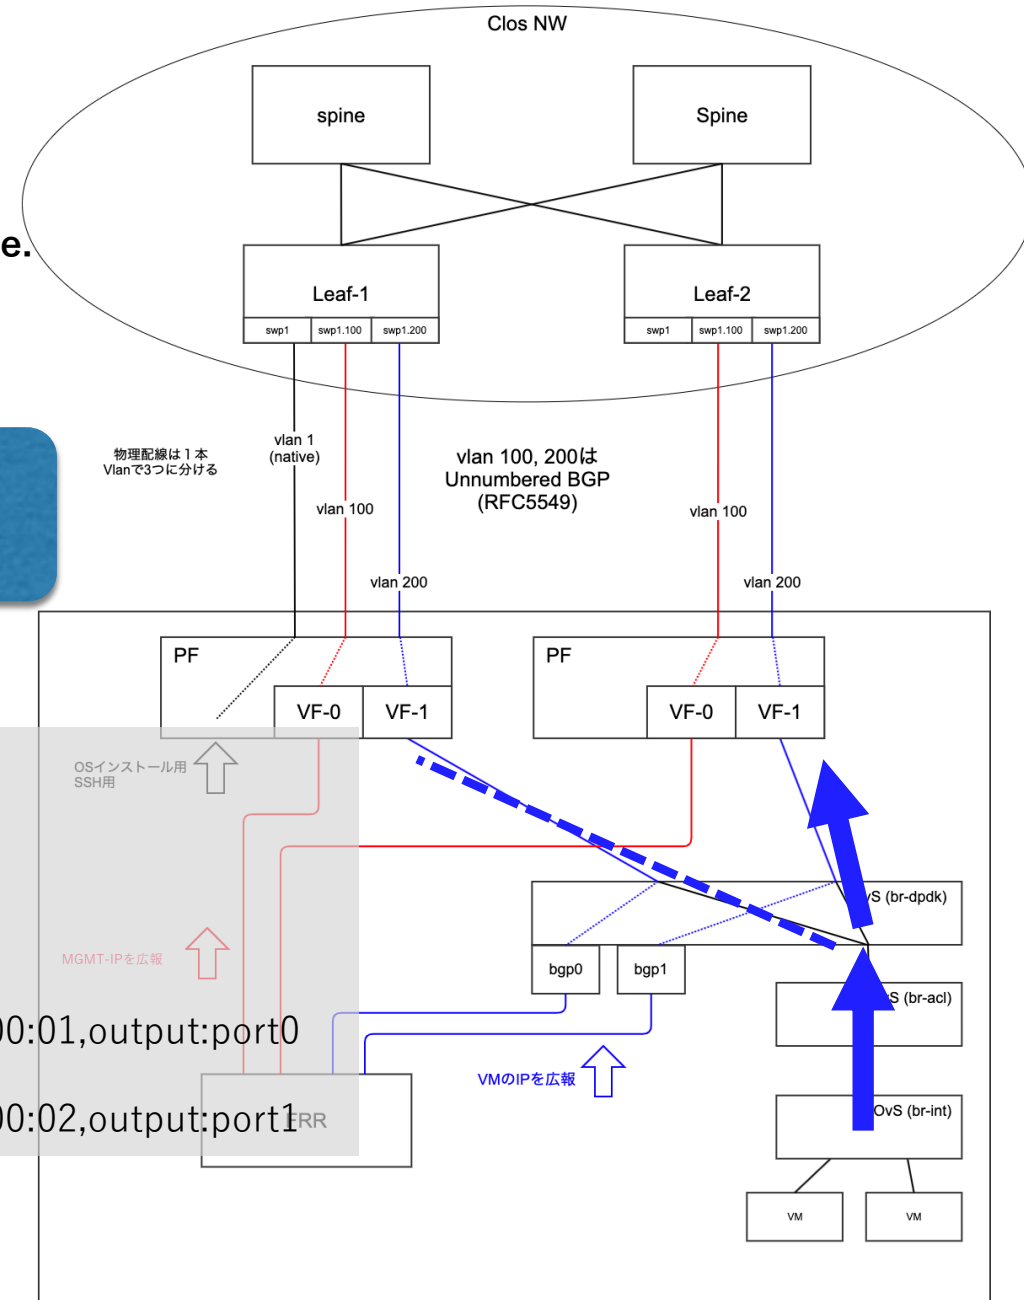 Clos NW
spine
Spine
e.
Leaf-1
Leaf-2
swp1
swp1.100
swp1.200
swp1
swp1.100
swp1.200
物理配線は１本
Vlanで3つに分ける
vlan 1
(native)
vlan 100, 200は
Unnumbered BGP
(RFC5549)
vlan 100
vlan 100
vlan 200
vlan 200
PF
PF
VF-0
VF-1
VF-0
VF-1
OSインストール用
SSH用
vS (br-dpdk)
MGMT-IPを広報
bgp0
bgp1
S (br-acl)
00:01,output:port0
VMのIPを広報
00:02,output:port1
FRR
OvS (br-int)
VM
VM